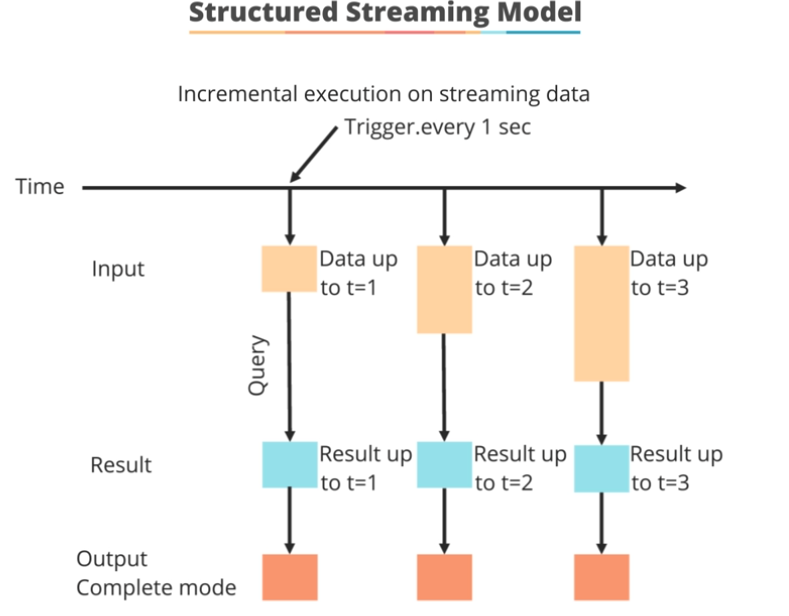 Structured Streaming Model
Incremental execution on streaming data
Trigger.every 1 sec
Time
Input
Data up
to t=1
Data up
to t=2
Data up
to t=3
Query
Result
Result up
to t=1
Result up
to t=2
Result up
to t=3
Output
Complete mode